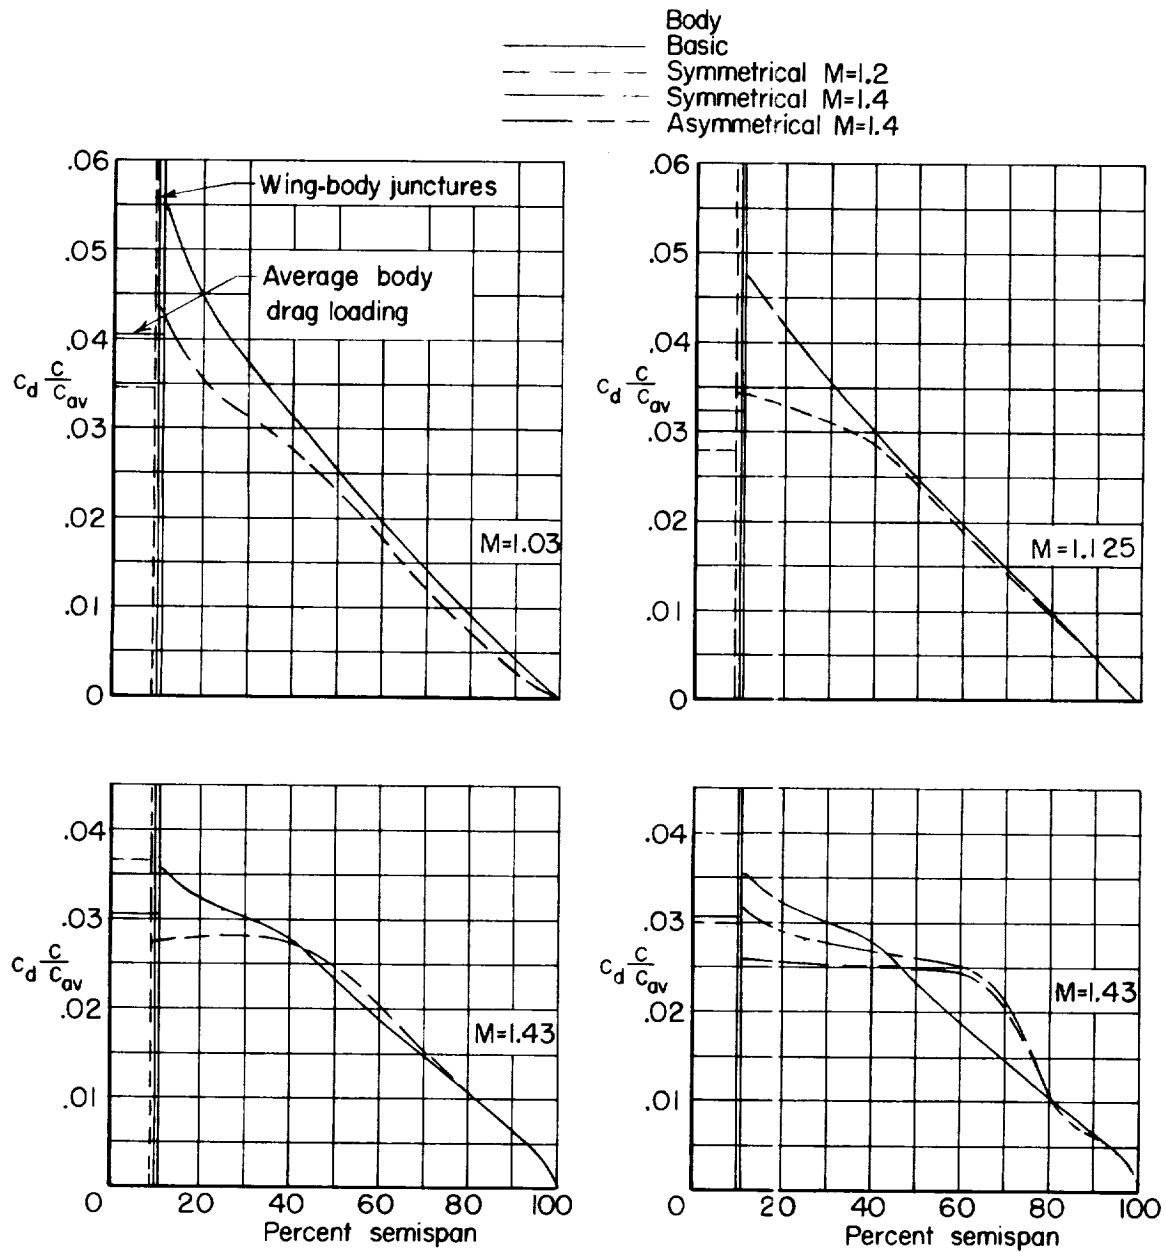 Body
Basic
Symmetrical M=1.2
Symmetrical M=1.4
Asymmetrical M=1.4
.06
.05
.04
.03
.02
.01
0
c_d c/c_av
Wing-body junctures
Average body
drag loading
M=1.03
.06
.05
.04
.03
.02
.01
0
c_d c/c_av
M=1.125
.04
.03
.02
.01
c_d c/c_av
M=1.43
0 20 40 60 80 100
Percent semispan
.04
.03
.02
.01
c_d c/c_av
M=1.43
0 20 40 60 80 100
Percent semispan